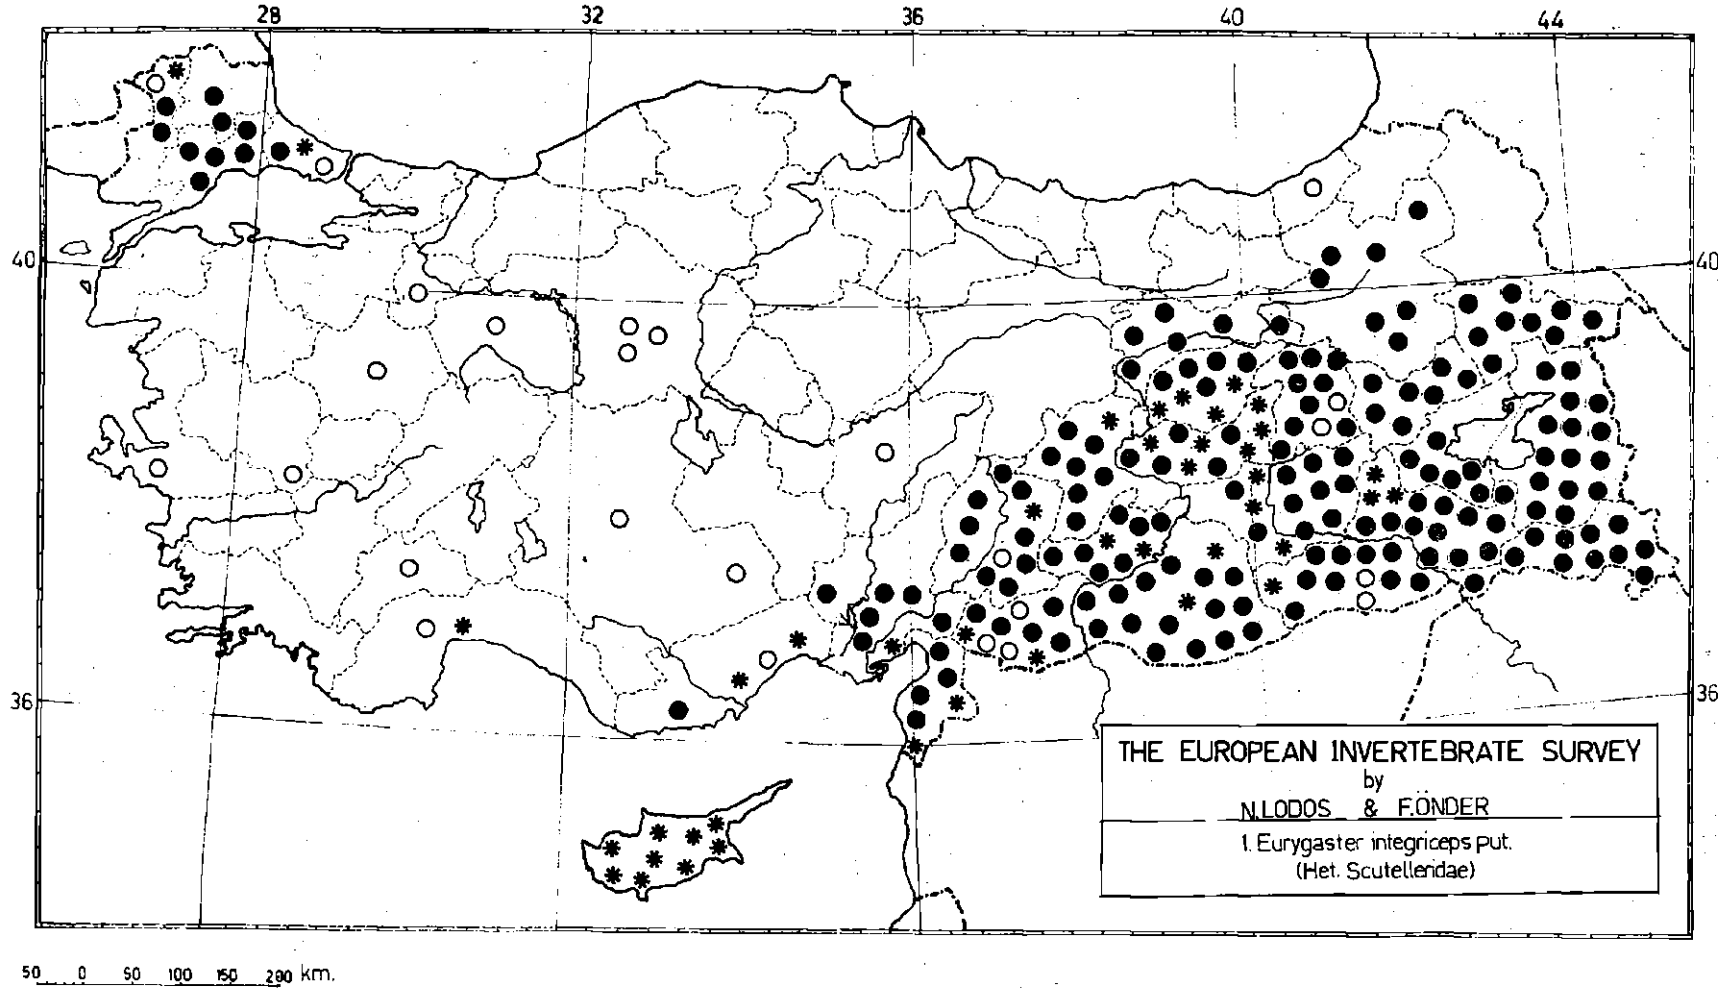 28 32 36 40 44
40 40
36 36
THE EUROPEAN INVERTEBRATE SURVEY
by
N.LODOS & F.ÖNDER
1. Eurygaster integriceps put.
(Het. Scutelleridae)
50 0 50 100 150 200 km.